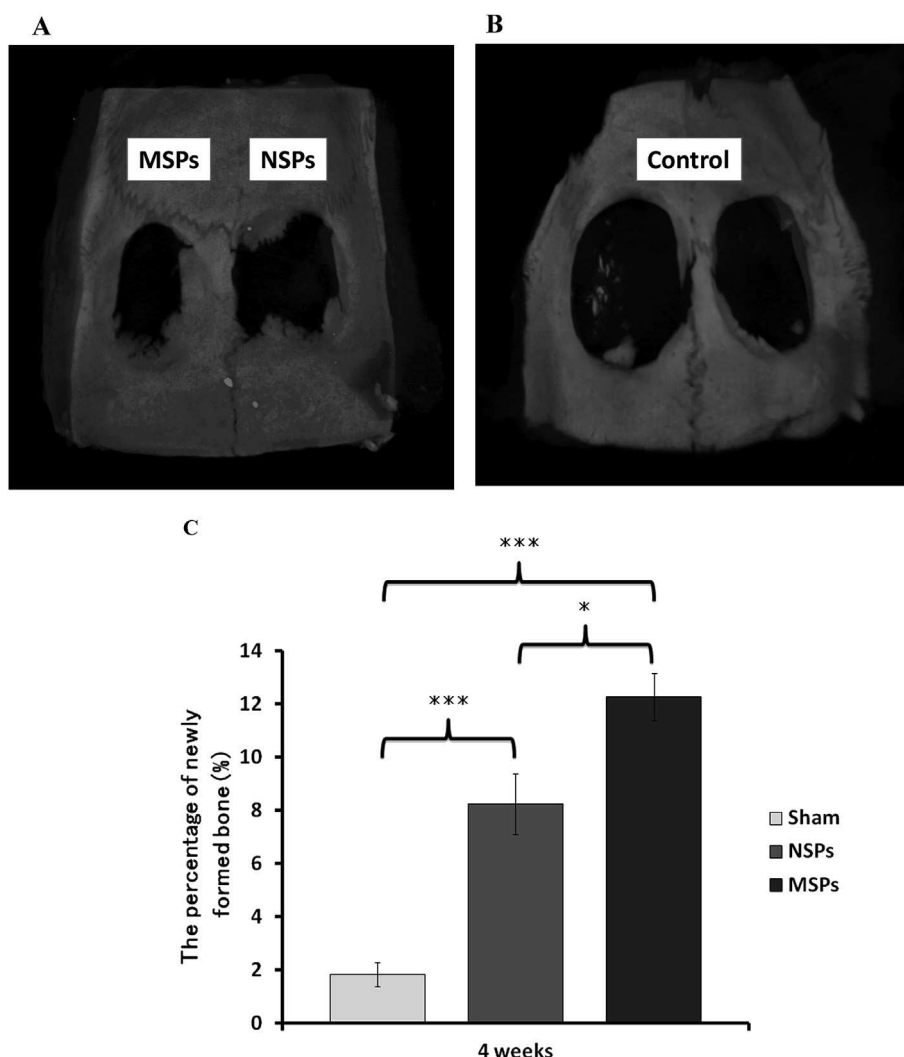 A
B
MSPs
NSPs
Control
C
***
*
***
14
12
10
8
6
4
2
0
The percentage of newly
formed bone (%)
Sham
NSPs
MSPs
4 weeks